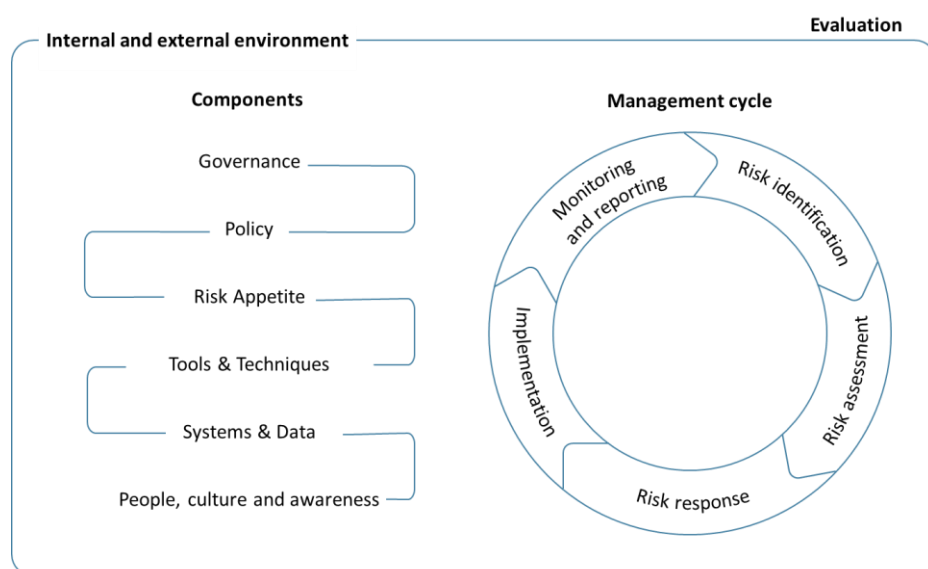 Evaluation
Internal and external environment
Components
Governance
Policy
Risk Appetite
Tools & Techniques
Systems & Data
People, culture and awareness
Management cycle
Risk identification
Risk assessment
Risk response
Implementation
Monitoring
and reporting